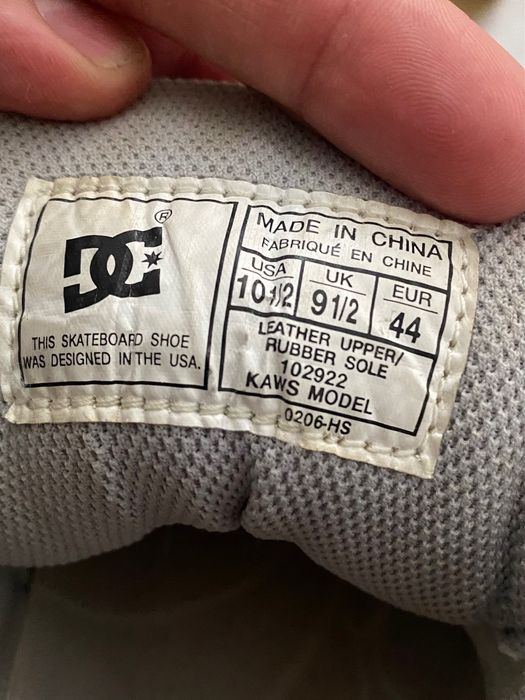 DC
®
THIS SKATEBOARD SHOE
WAS DESIGNED IN THE USA.
MADE IN CHINA
FABRIQUÉ EN CHINE
USA UK EUR
10-1/2 9 1/2 44
LEATHER UPPER/
RUBBER SOLE
102922
KAWS MODEL
0206-HS